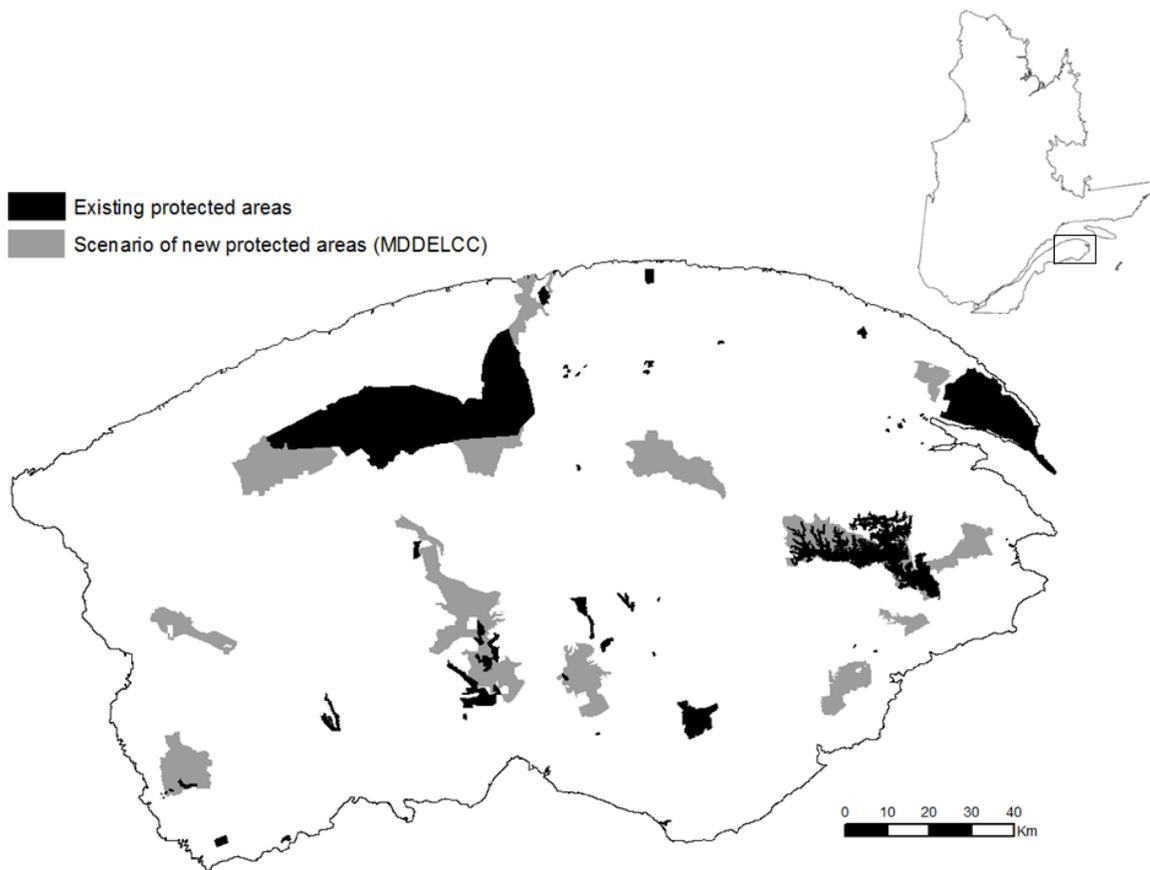 Existing protected areas
Scenario of new protected areas (MDDELCC)
0 10 20 30 40
Km